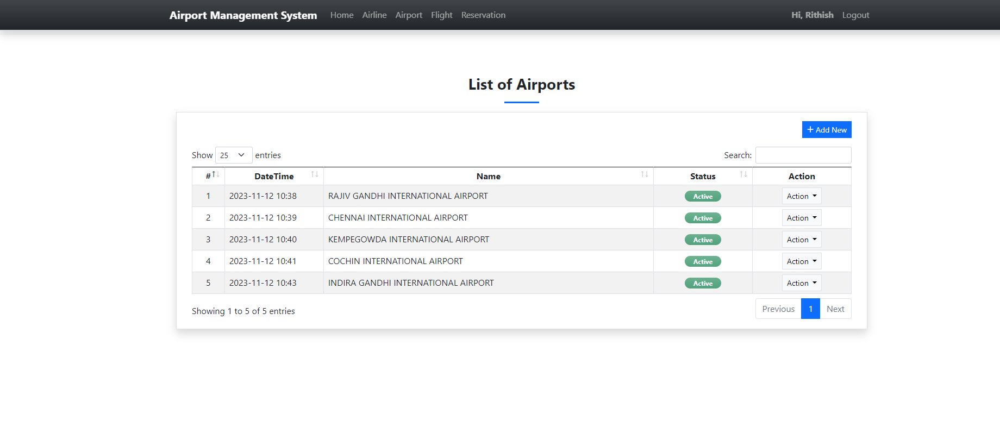 Airport Management System Home Airline Airport Flight Reservation Hi, Rithish Logout
List of Airports
+ Add New
Show 25 entries Search:
# DateTime Name Status Action
1 2023-11-12 10:38 RAJIV GANDHI INTERNATIONAL AIRPORT Active Action
2 2023-11-12 10:39 CHENNAI INTERNATIONAL AIRPORT Active Action
3 2023-11-12 10:40 KEMPEGOWDA INTERNATIONAL AIRPORT Active Action
4 2023-11-12 10:41 COCHIN INTERNATIONAL AIRPORT Active Action
5 2023-11-12 10:43 INDIRA GANDHI INTERNATIONAL AIRPORT Active Action
Showing 1 to 5 of 5 entries Previous 1 Next